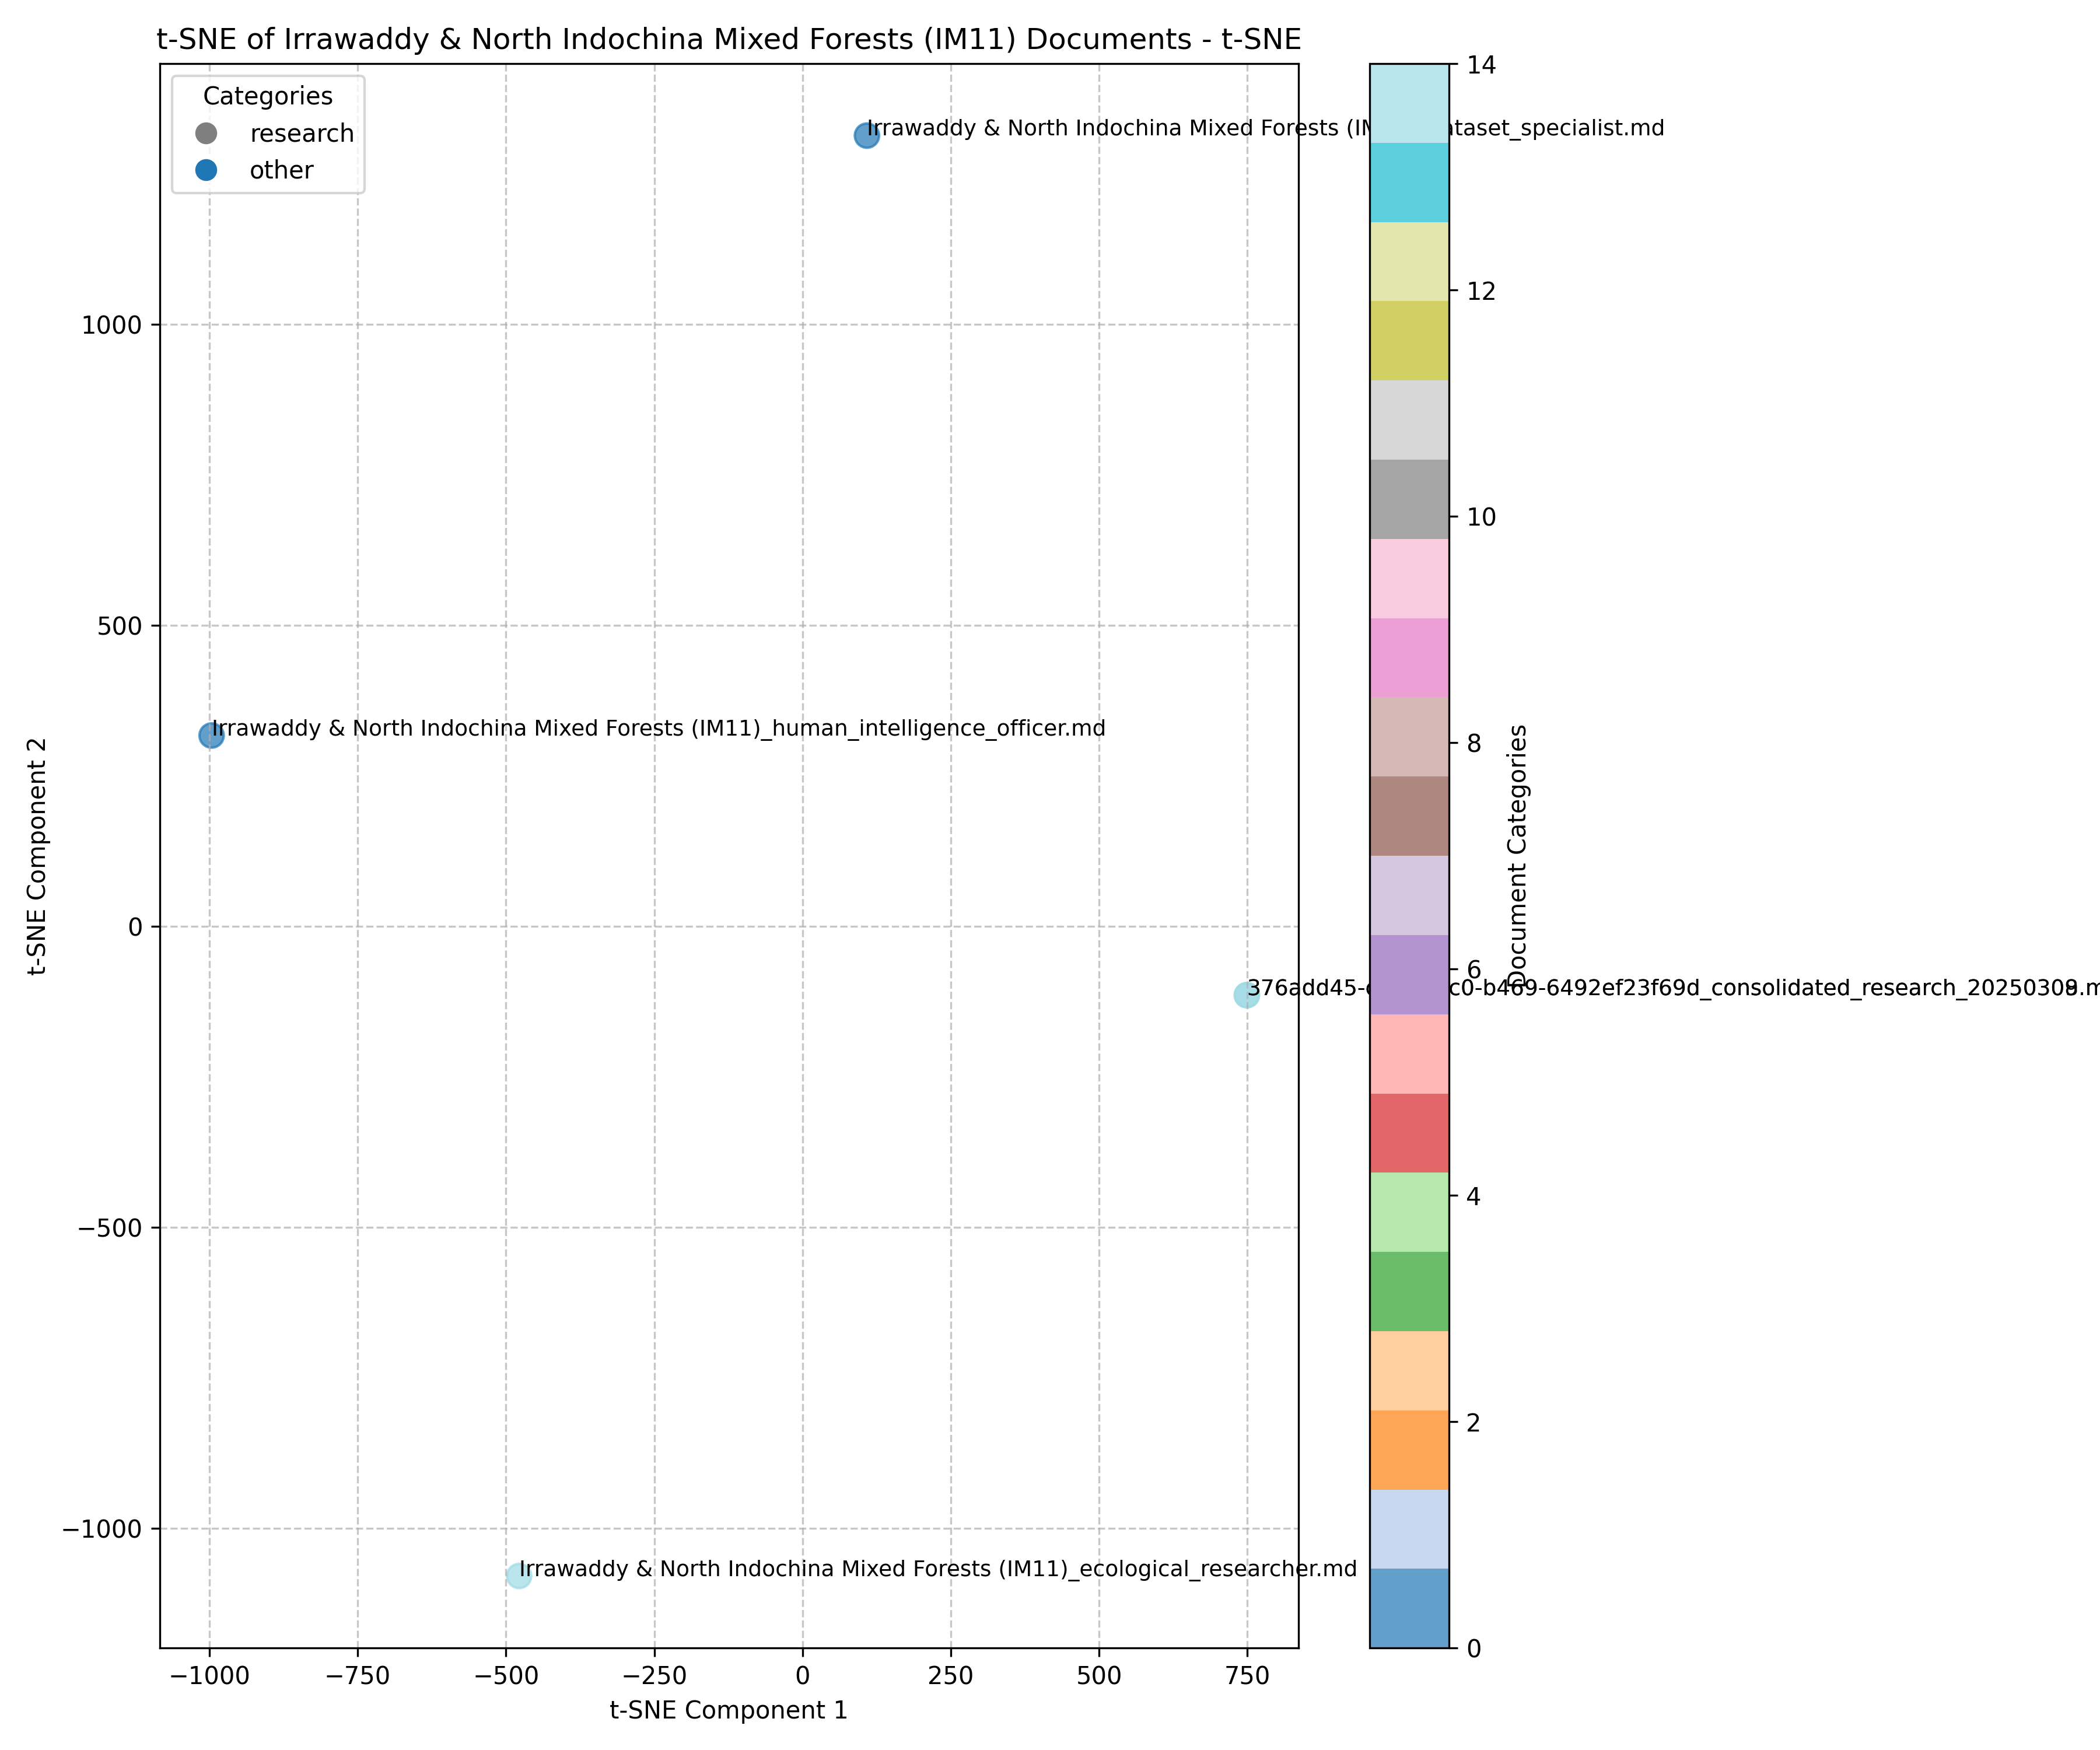 t-SNE of Irrawaddy & North Indochina Mixed Forests (IM11) Documents - t-SNE
Categories
research
other
Irrawaddy & North Indochina Mixed Forests (IM ataset_specialist.md
Irrawaddy & North Indochina Mixed Forests (IM11)_human_intelligence_officer.md
376add45- c0-b469-6492ef23f69d_consolidated_research_20250309.m
Irrawaddy & North Indochina Mixed Forests (IM11)_ecological_researcher.md
t-SNE Component 2
1000
500
0
−500
−1000
−1000
−750
−500
−250
0
250
500
750
t-SNE Component 1
14
12
10
8
6
4
2
0
Document Categories